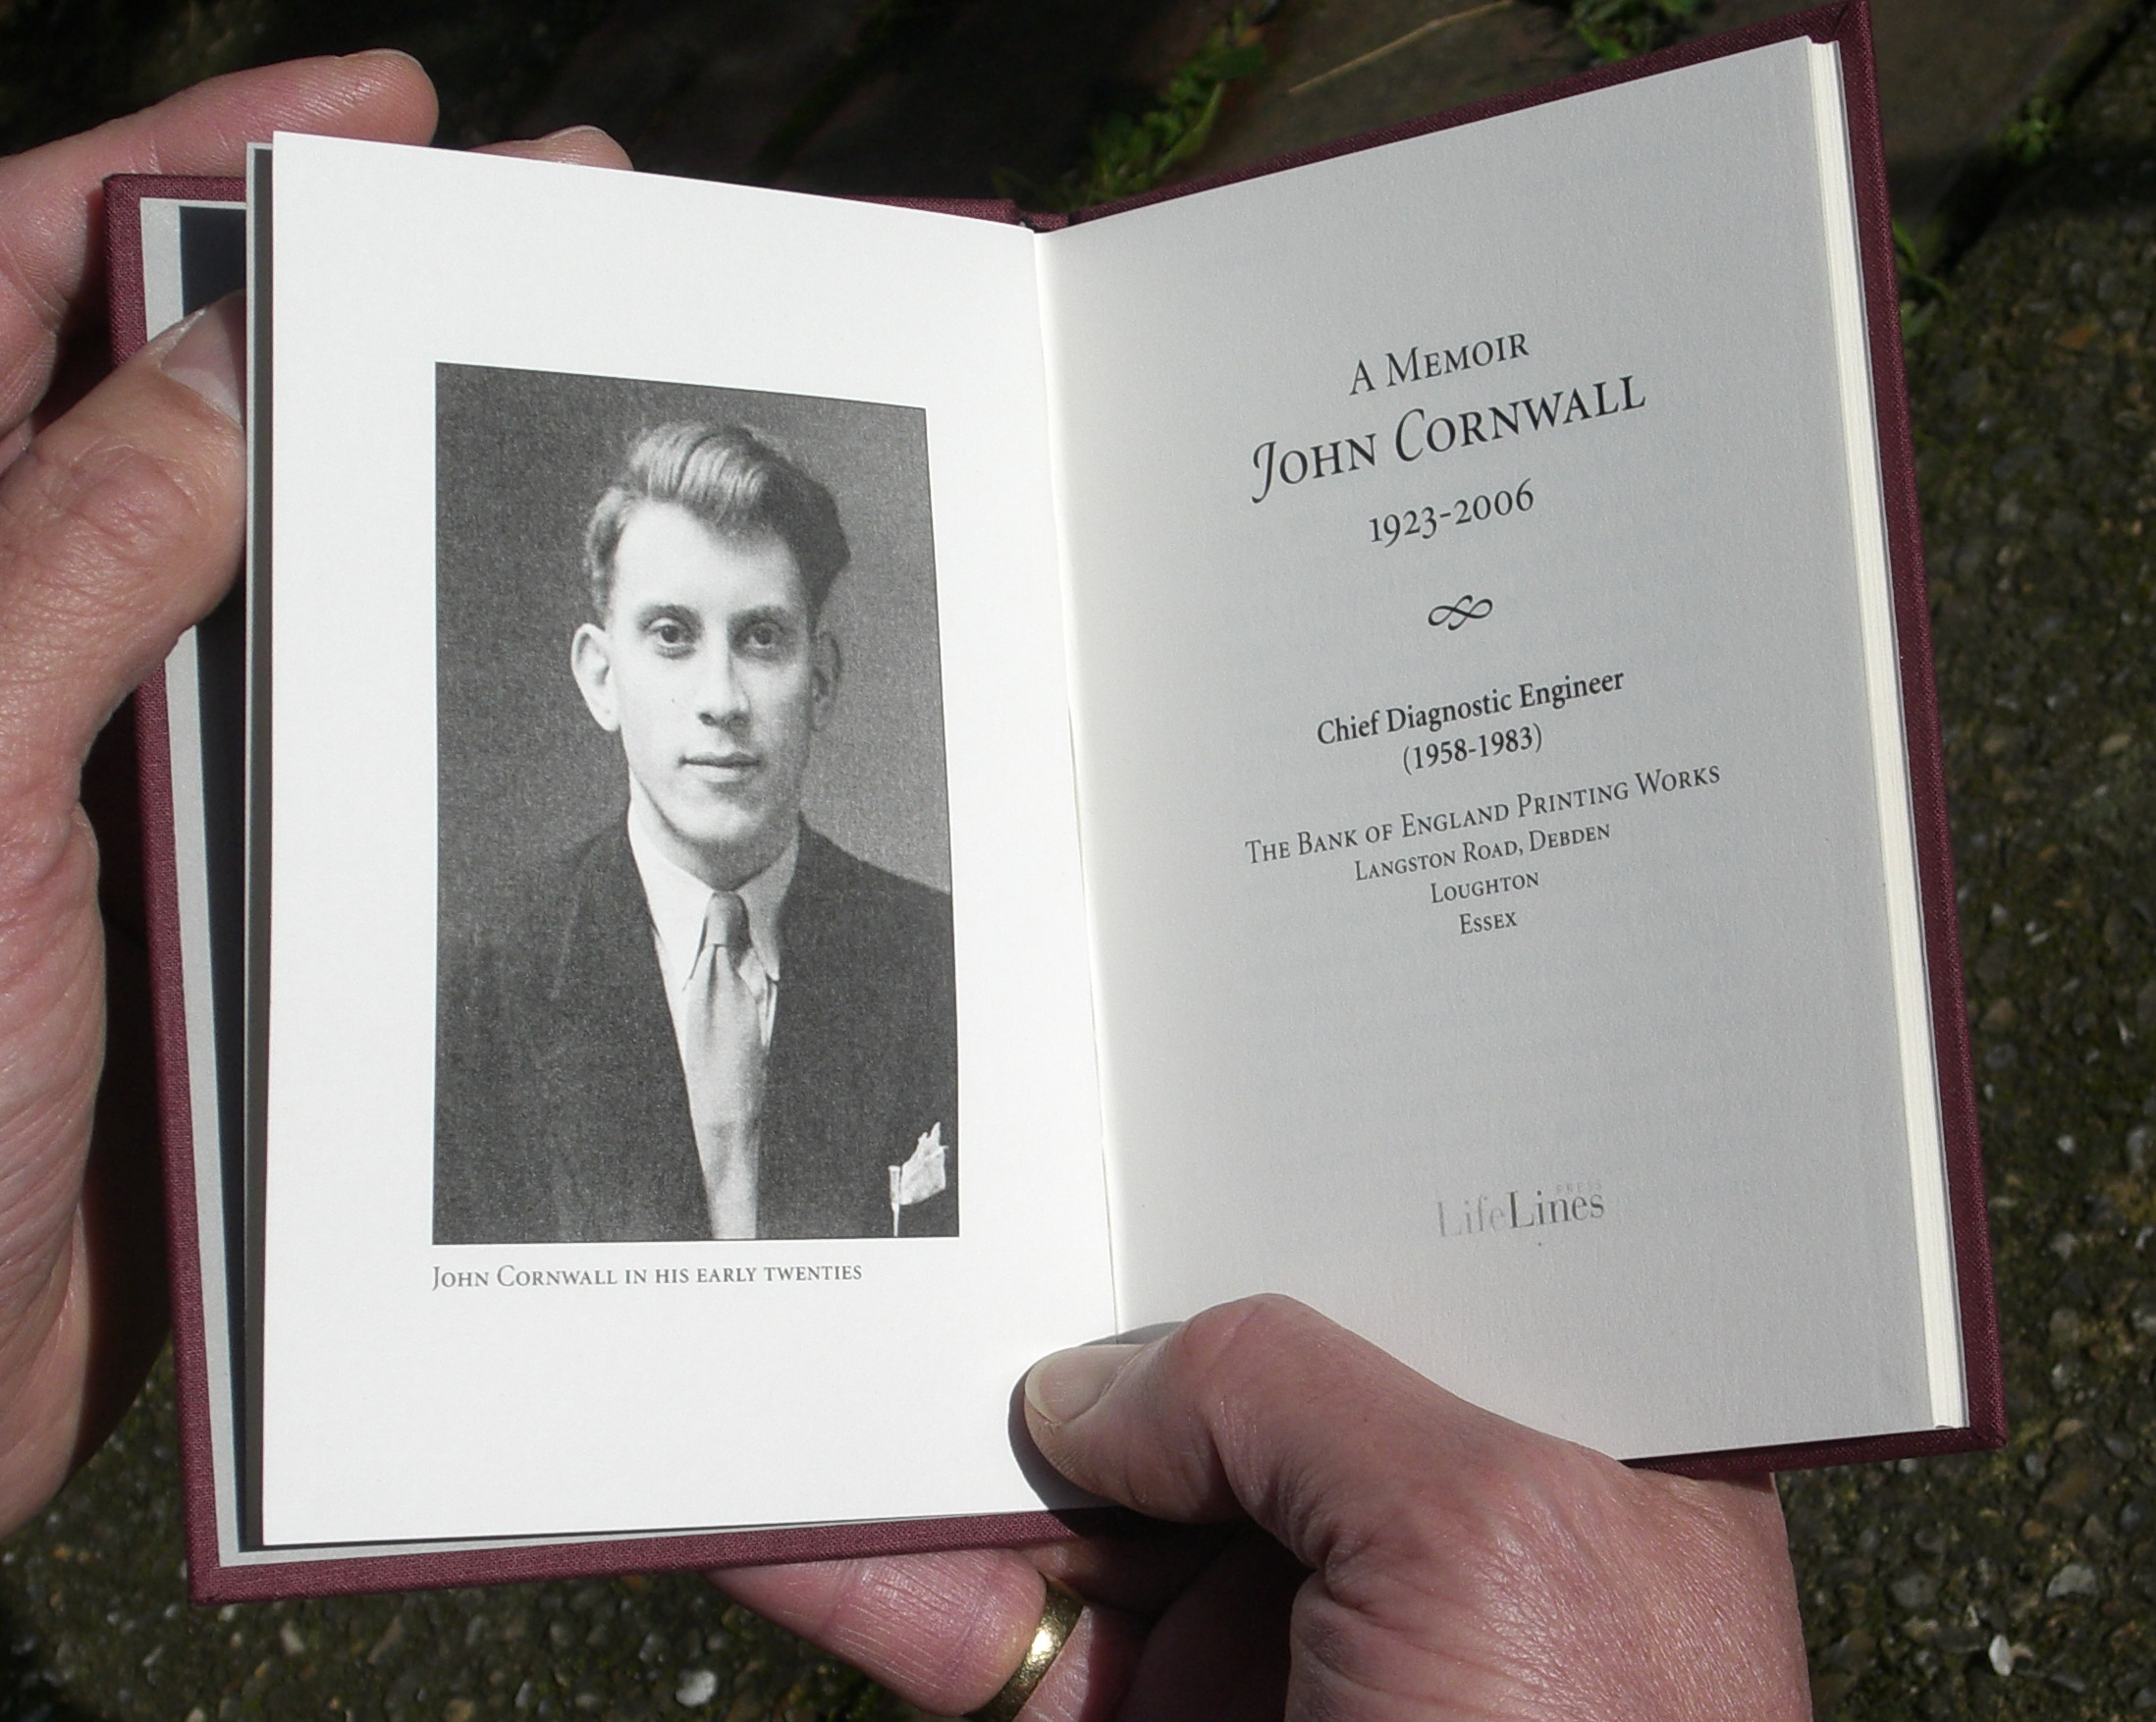 John Cornwall in his early twenties
A Memoir
John Cornwall
1923-2006
Chief Diagnostic Engineer
(1958-1983)
The Bank of England Printing Works
Langston Road, Debden
Loughton
Essex
PRESS
LifeLines